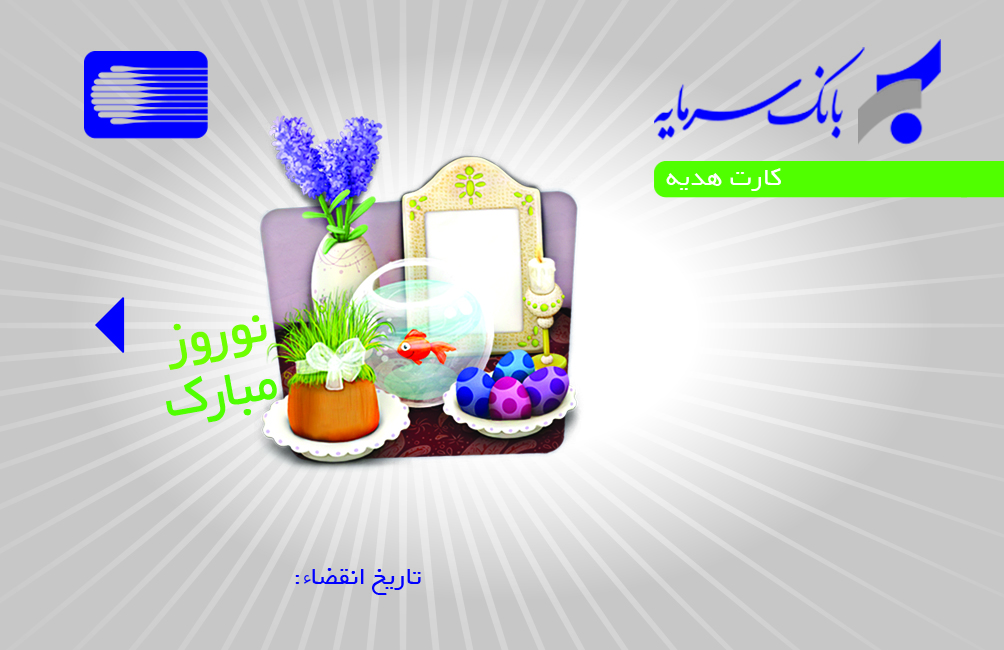 بانک سرمایه
کارت هدیه
نوروز
مبارک
تاریخ انقضاء: